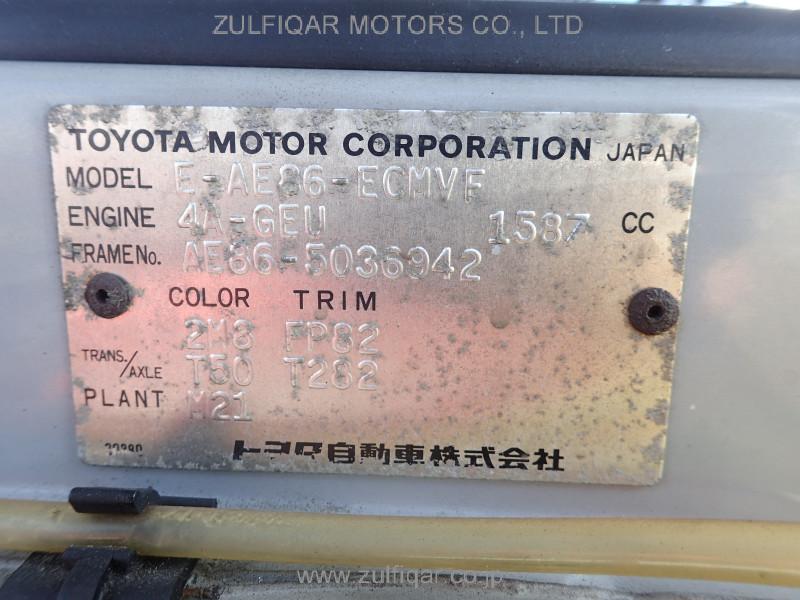 ZULFIQAR MOTORS CO., LTD
TOYOTA MOTOR CORPORATION JAPAN
MODEL E-AE86-ECMVF
ENGINE 4A-GEU 1587 CC
FRAME No. AE86-5036942
COLOR TRIM
2M8 FP82
TRANS./AXLE T50 T282
PLANT M21
トヨタ自動車株式会社
www.zulfiqar.co.jp